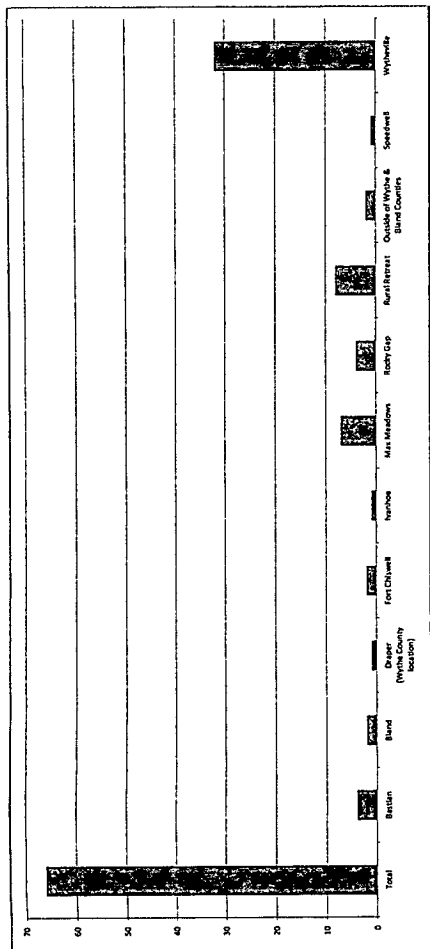 70
60
50
40
30
20
10
0
Total
Bastian
Bland
Draper
(Wythe County
location)
Fort Chiswell
Ivanhoe
Max Meadows
Rocky Gap
Rural Retreat
Outside of Wythe &
Bland Counties
Speedwell
Wytheville